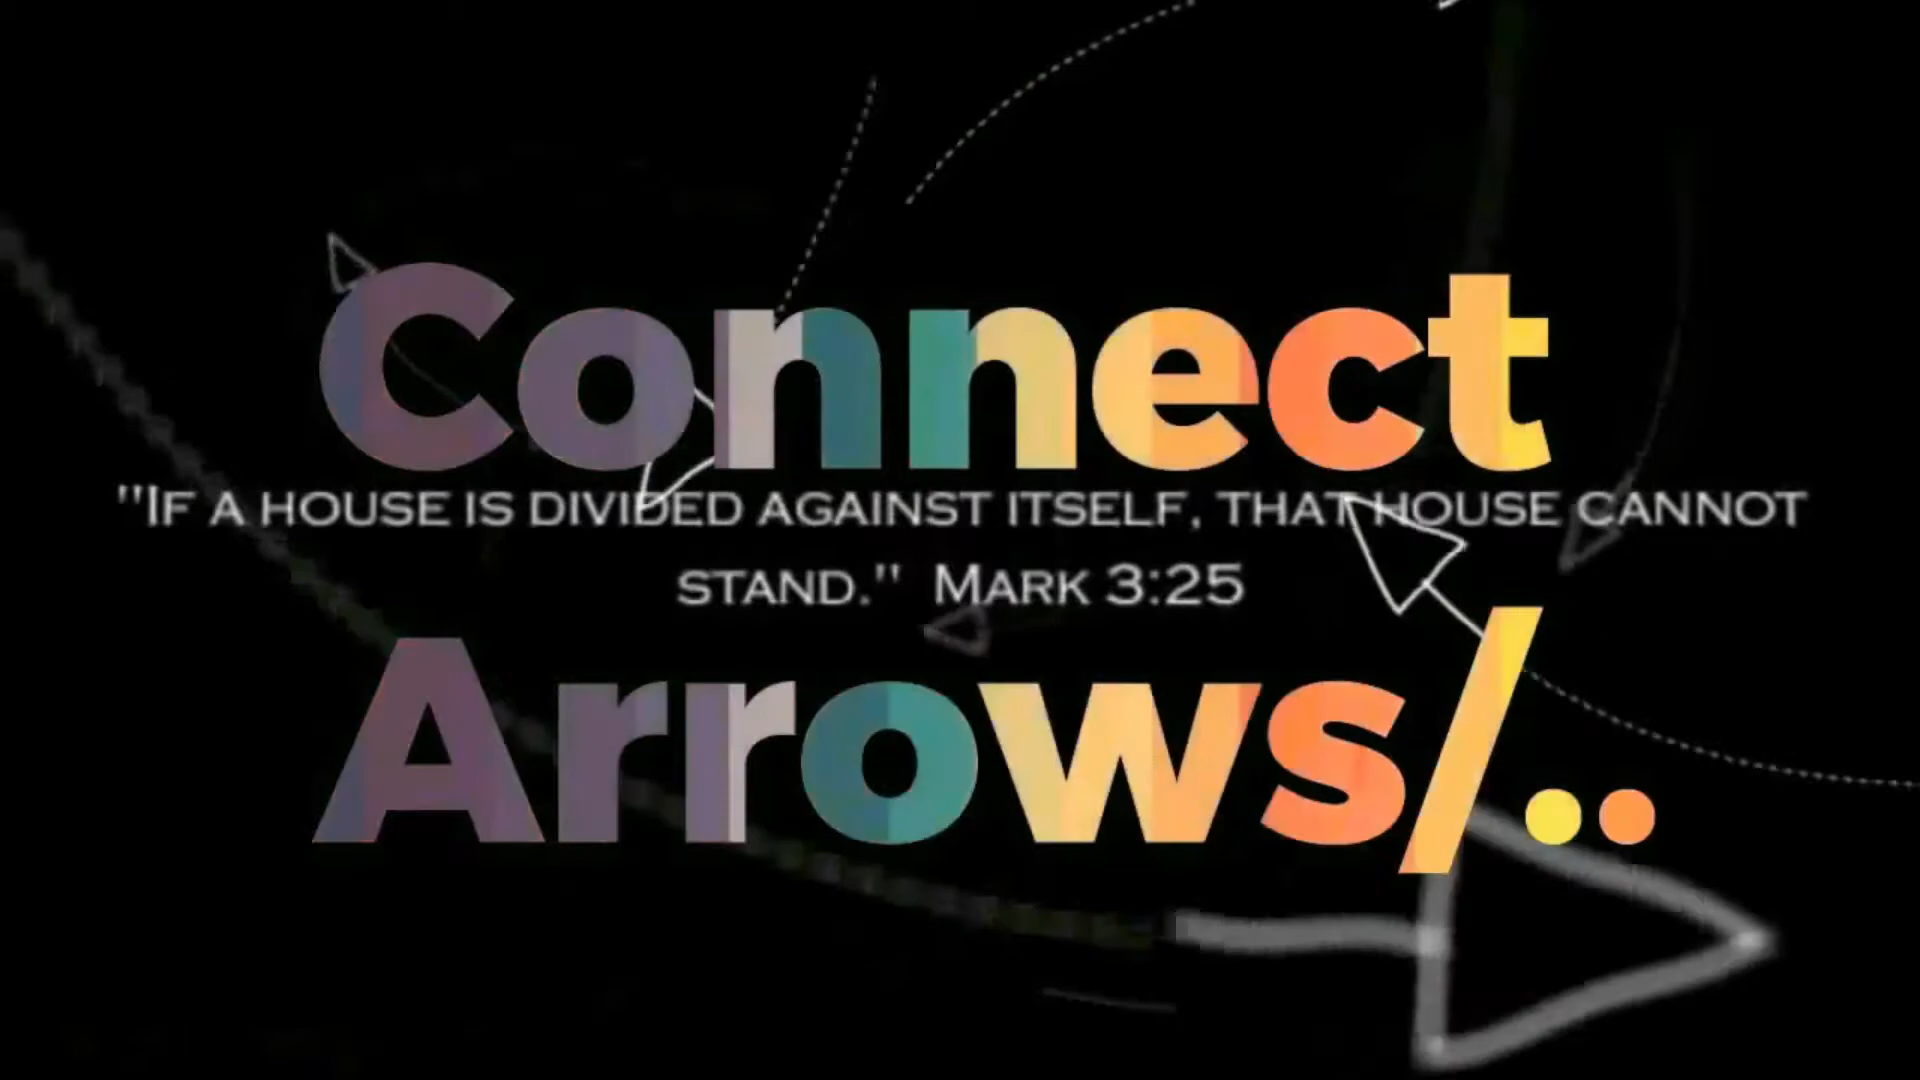 Connect
"If a house is divided against itself, that house cannot
stand." Mark 3:25
Arrows/..